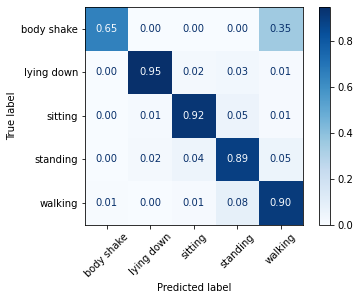 True label
body shake 0.65 0.00 0.00 0.00 0.35
lying down 0.00 0.95 0.02 0.03 0.01
sitting 0.00 0.01 0.92 0.05 0.01
standing 0.00 0.02 0.04 0.89 0.05
walking 0.01 0.00 0.01 0.08 0.90
body shake lying down sitting standing walking
Predicted label
0.8
0.6
0.4
0.2
0.0